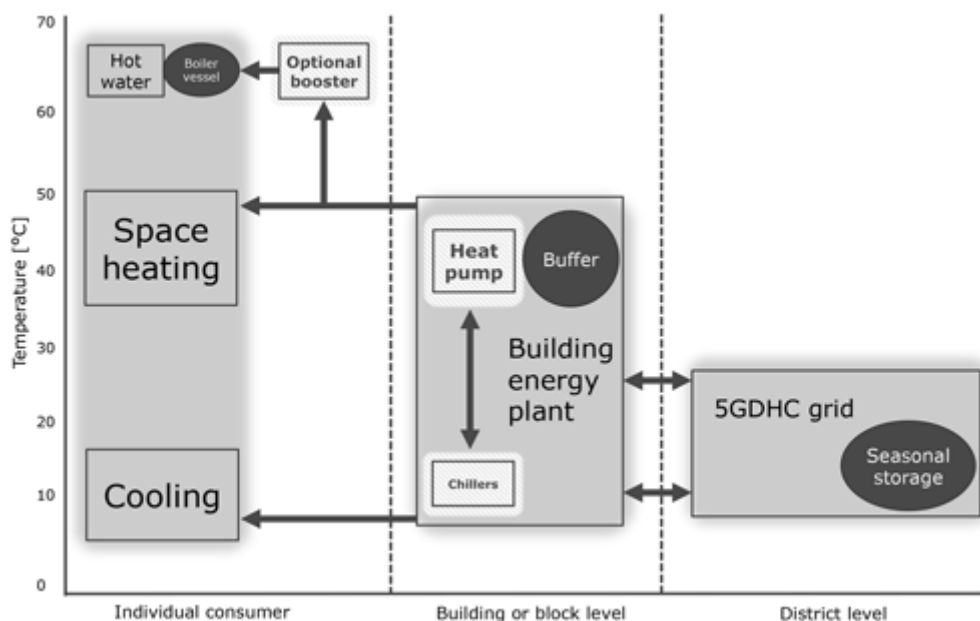 70
60
50
40
30
20
10
0
Temperature [°C]
Hot
water
Boiler
vessel
Optional
booster
Space
heating
Cooling
Heat
pump
Buffer
Building
energy
plant
Chillers
5GDHC grid
Seasonal
storage
Individual consumer
Building or block level
District level